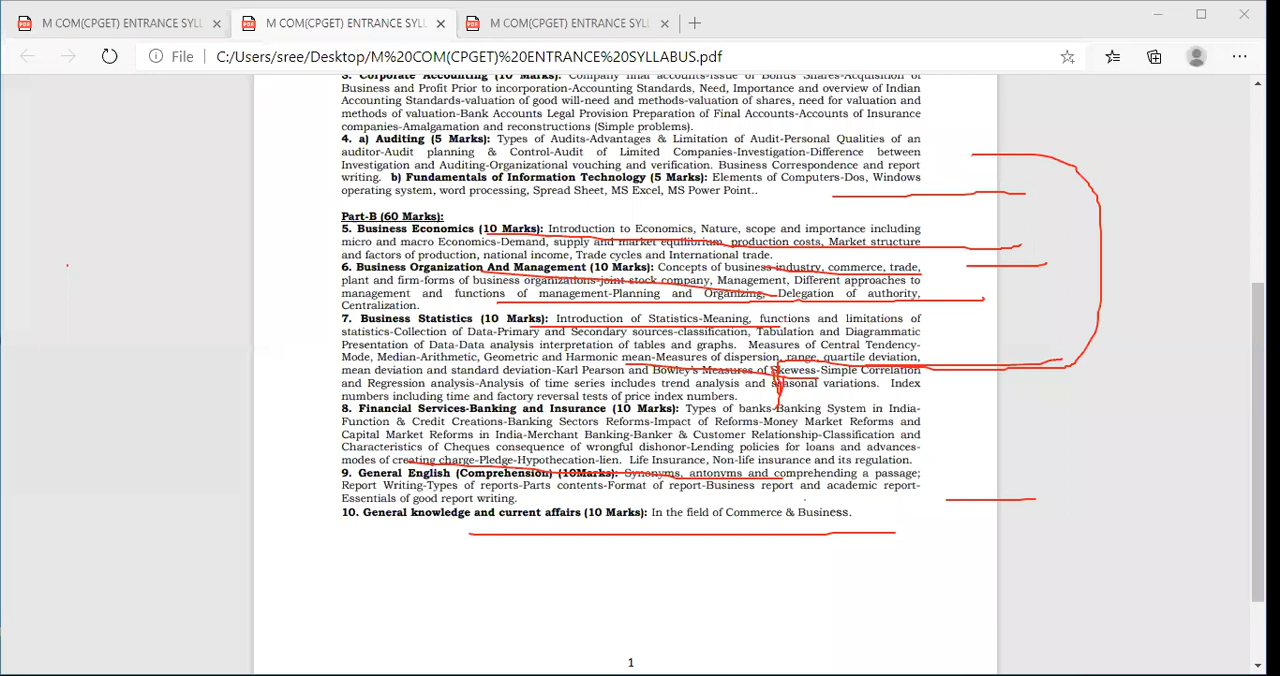 M COM(CPGET) ENTRANCE SYLL
M COM(CPGET) ENTRANCE SYLL
M COM(CPGET) ENTRANCE SYLL
File C:/Users/sree/Desktop/M%20COM(CPGET)%20ENTRANCE%20SYLLABUS.pdf
3. Corporate Accounting (10 Marks): Company final accounts-Issue of Bonus Shares-Acquisition of
Business and Profit Prior to incorporation-Accounting Standards, Need, Importance and overview of Indian
Accounting Standards-valuation of good will-need and methods-valuation of shares, need for valuation and
methods of valuation-Bank Accounts Legal Provision Preparation of Final Accounts-Accounts of Insurance
companies-Amalgamation and reconstructions (Simple problems).
4. a) Auditing (5 Marks): Types of Audits-Advantages & Limitation of Audit-Personal Qualities of an
auditor-Audit planning & Control-Audit of Limited Companies-Investigation-Difference between
Investigation and Auditing-Organizational vouching and verification. Business Correspondence and report
writing. b) Fundamentals of Information Technology (5 Marks): Elements of Computers-Dos, Windows
operating system, word processing, Spread Sheet, MS Excel, MS Power Point..
Part-B (60 Marks):
5. Business Economics (10 Marks): Introduction to Economics, Nature, scope and importance including
micro and macro Economics-Demand, supply and market equilibrium, production costs, Market structure
and factors of production, national income, Trade cycles and International trade.
6. Business Organization And Management (10 Marks): Concepts of business industry, commerce, trade,
plant and firm-forms of business organizations-joint stock company, Management, Different approaches to
management and functions of management-Planning and Organizing, Delegation of authority,
Centralization.
7. Business Statistics (10 Marks): Introduction of Statistics-Meaning, functions and limitations of
statistics-Collection of Data-Primary and Secondary sources-classification, Tabulation and Diagrammatic
Presentation of Data-Data analysis interpretation of tables and graphs. Measures of Central Tendency-
Mode, Median-Arithmetic, Geometric and Harmonic mean-Measures of dispersion, range, quartile deviation,
mean deviation and standard deviation-Karl Pearson and Bowley's Measures of Skewess-Simple Correlation
and Regression analysis-Analysis of time series includes trend analysis and seasonal variations. Index
numbers including time and factory reversal tests of price index numbers.
8. Financial Services-Banking and Insurance (10 Marks): Types of banks-Banking System in India-
Function & Credit Creations-Banking Sectors Reforms-Impact of Reforms-Money Market Reforms and
Capital Market Reforms in India-Merchant Banking-Banker & Customer Relationship-Classification and
Characteristics of Cheques consequence of wrongful dishonor-Lending policies for loans and advances-
modes of creating charge-Pledge-Hypothecation-lien. Life Insurance, Non-life insurance and its regulation.
9. General English (Comprehension) (10Marks): Synonyms, antonyms and comprehending a passage;
Report Writing-Types of reports-Parts contents-Format of report-Business report and academic report-
Essentials of good report writing.
10. General knowledge and current affairs (10 Marks): In the field of Commerce & Business.
1